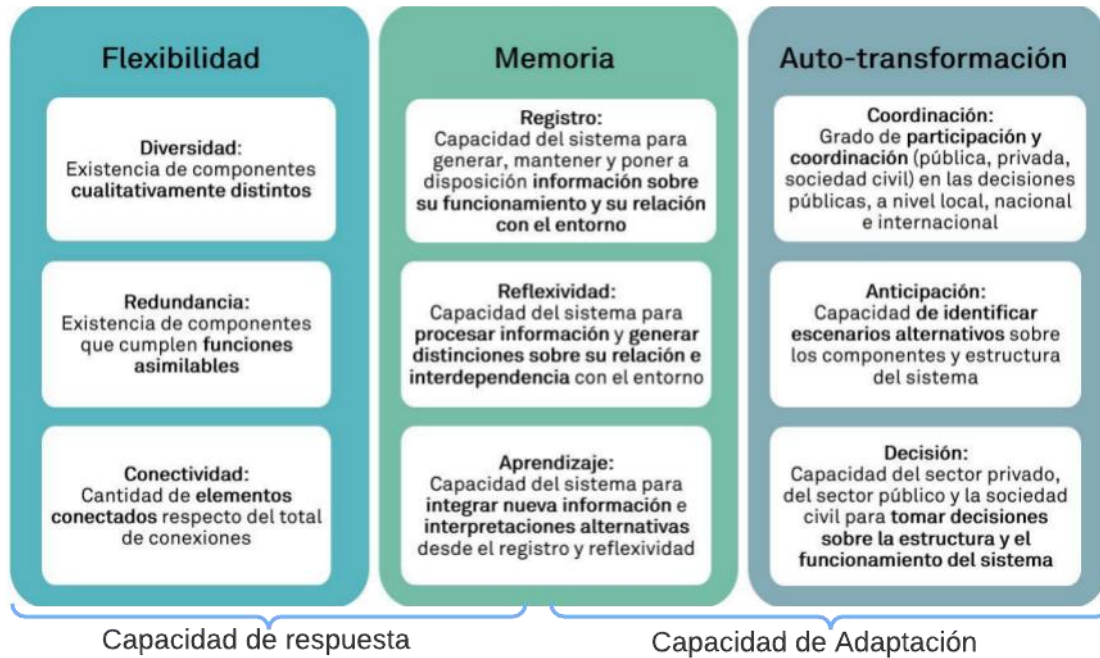 Flexibilidad
Diversidad:
Existencia de componentes
cualitativamente distintos
Redundancia:
Existencia de componentes
que cumplen funciones
asimilables
Conectividad:
Cantidad de elementos
conectados respecto del total
de conexiones
Memoria
Registro:
Capacidad del sistema para
generar, mantener y poner a
disposición información sobre
su funcionamiento y su relación
con el entorno
Reflexividad:
Capacidad del sistema para
procesar información y generar
distinciones sobre su relación e
interdependencia con el entorno
Aprendizaje:
Capacidad del sistema para
integrar nueva información e
interpretaciones alternativas
desde el registro y reflexividad
Auto-transformación
Coordinación:
Grado de participación y
coordinación (pública, privada,
sociedad civil) en las decisiones
públicas, a nivel local, nacional
e internacional
Anticipación:
Capacidad de identificar
escenarios alternativos sobre
los componentes y estructura
del sistema
Decisión:
Capacidad del sector privado,
del sector público y la sociedad
civil para tomar decisiones
sobre la estructura y el
funcionamiento del sistema
Capacidad de respuesta
Capacidad de Adaptación